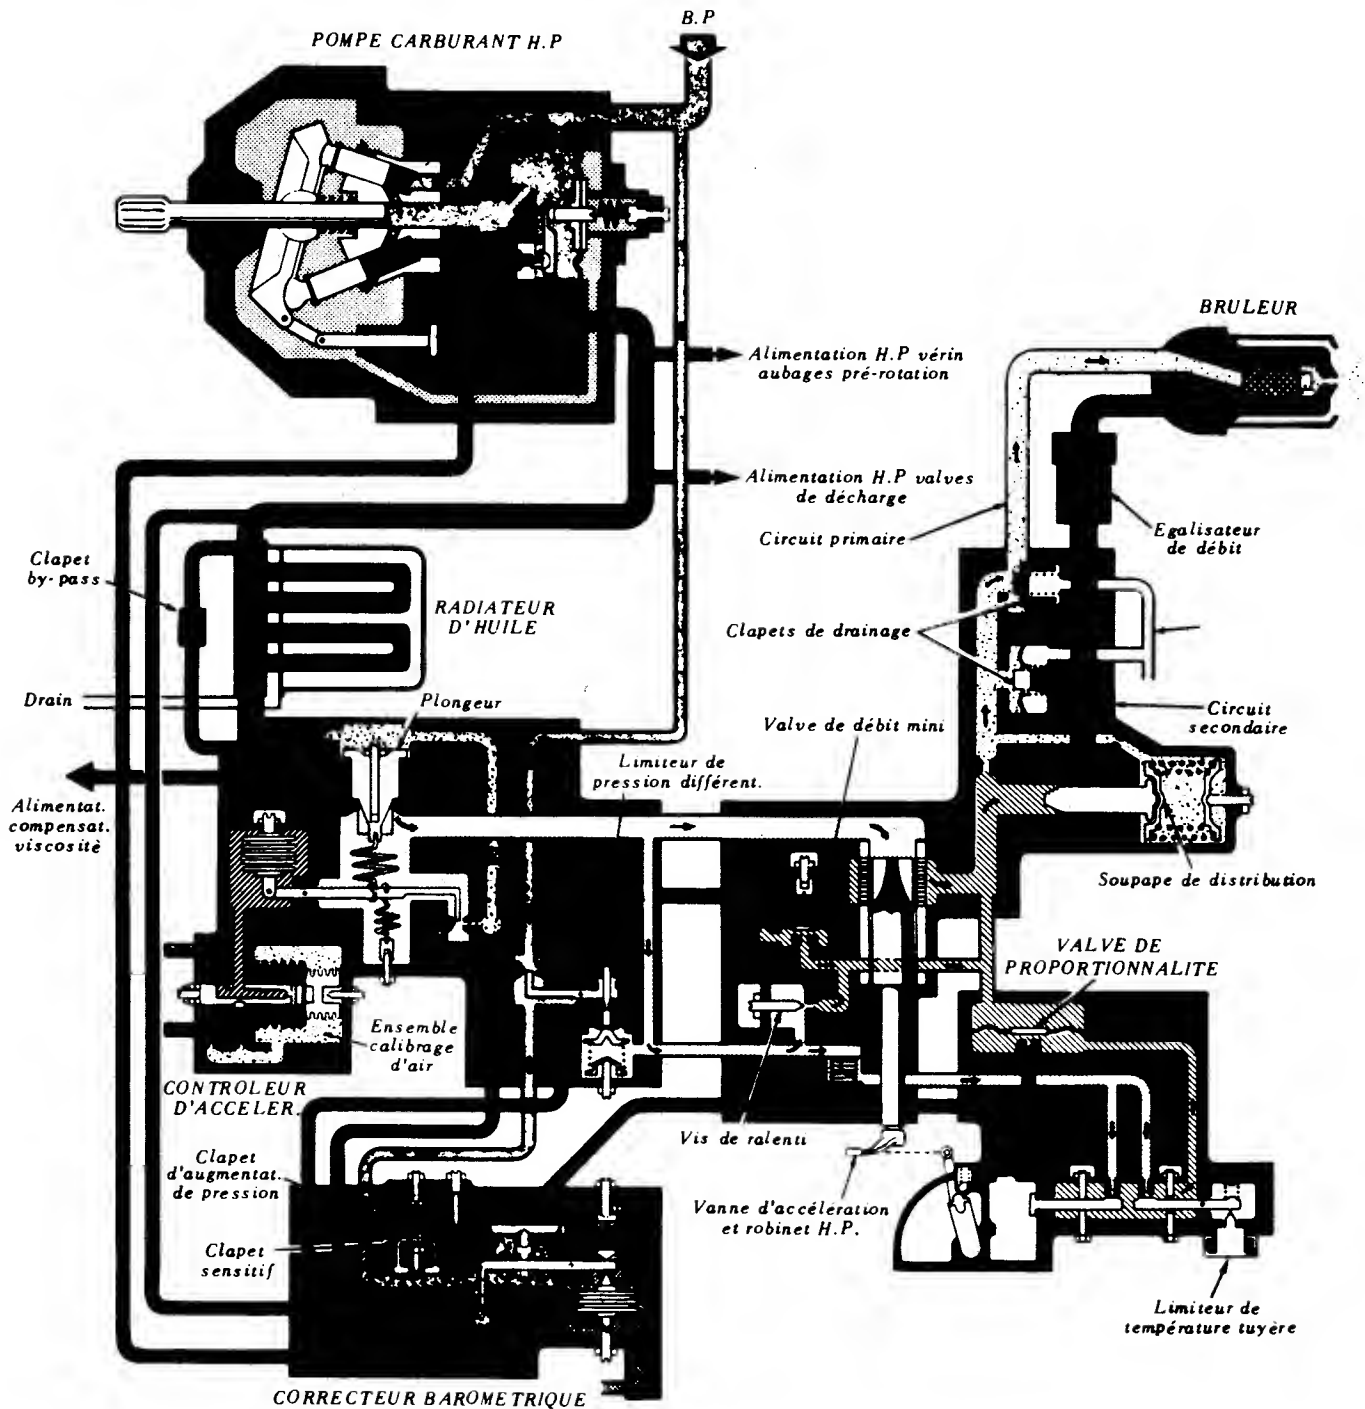 B.P
POMPE CARBURANT H.P
BRULEUR
Alimentation H.P vérin
aubages pré-rotation
Alimentation H.P valves
de décharge
Circuit primaire
Egalisateur
de débit
Clapet
by-pass
RADIATEUR
D'HUILE
Clapets de drainage
Drain
Plongeur
Valve de débit mini
Circuit
secondaire
Limiteur de
pression différent.
Alimentat.
compensat.
viscosité
Soupape de distribution
VALVE DE
PROPORTIONNALITE
Ensemble
calibrage
d'air
CONTROLEUR
D'ACCELER.
Vis de ralenti
Clapet
d'augmentat.
de pression
Vanne d'accélération
et robinet H.P.
Clapet
sensitif
Limiteur de
température tuyère
CORRECTEUR BAROMETRIQUE